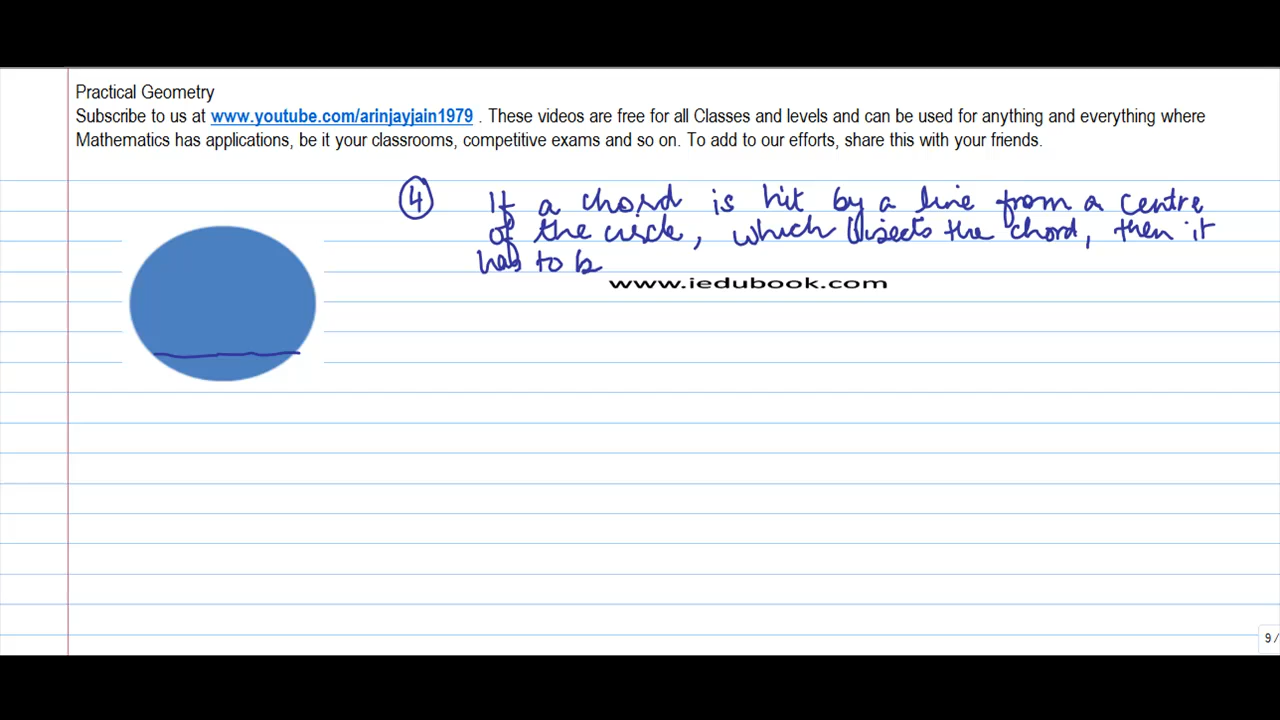 Practical Geometry
Subscribe to us at www.youtube.com/arinjayjain1979 . These videos are free for all Classes and levels and can be used for anything and everything where
Mathematics has applications, be it your classrooms, competitive exams and so on. To add to our efforts, share this with your friends.
4 If a chord is hit by a line from a centre
of the circle, which bisects the chord, then it
has to be
www.iedubook.com
9 /